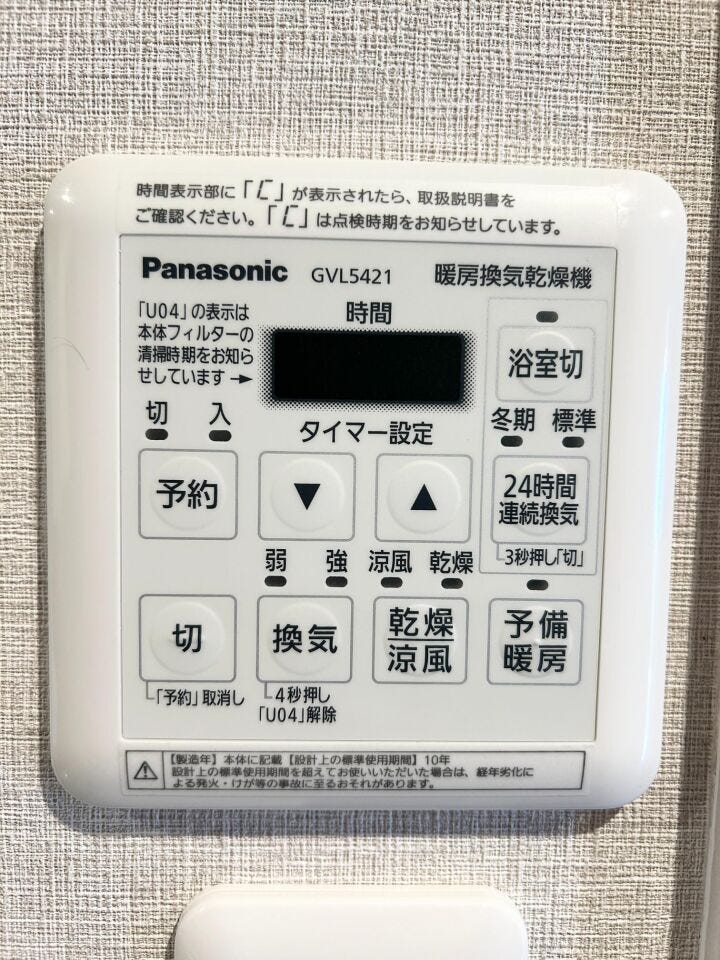 時間表示部に「C」が表示されたら、取扱説明書を
ご確認ください。「C」は点検時期をお知らせしています。
Panasonic GVL5421 暖房換気乾燥機
「U04」の表示は
本体フィルターの
清掃時期をお知ら
せしています→
時間
浴室切
切 入
タイマー設定
冬期 標準
予約 ▼ ▲
24時間
連続換気
3秒押し「切」
弱 強 涼風 乾燥
切 換気
乾燥
涼風
予備
暖房
「予約」取消し
4秒押し
「U04」解除
【製造年】本体に記載【設計上の標準使用期間】10年
設計上の標準使用期間を超えてお使いいただいた場合は、経年劣化に
よる発火・けが等の事故に至るおそれがあります。